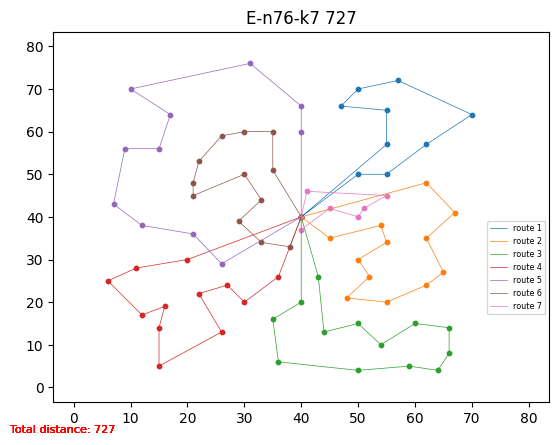 E-n76-k7 727
80
70
60
50
40
30
20
10
0
0 10 20 30 40 50 60 70 80
route 1
route 2
route 3
route 4
route 5
route 6
route 7
Total distance: 727